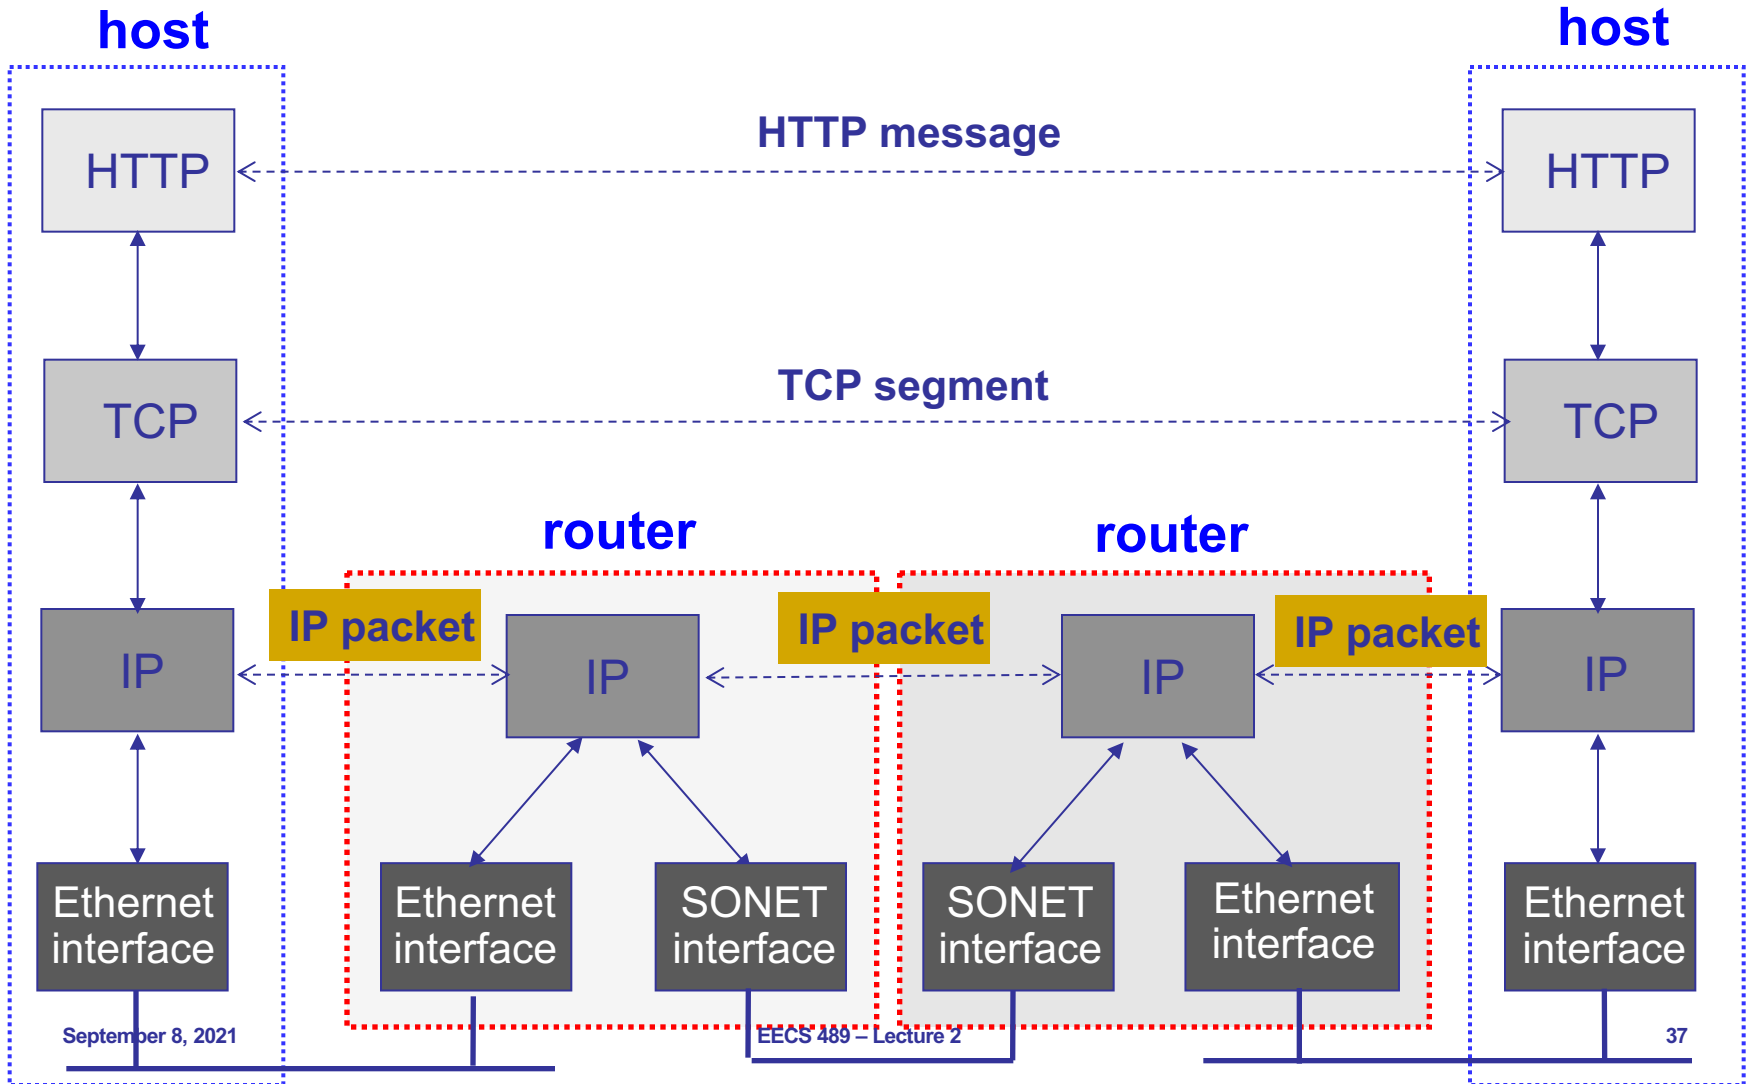 host
host
HTTP message
HTTP
HTTP
TCP segment
TCP
TCP
router
router
IP packet
IP packet
IP packet
IP
IP
IP
IP
Ethernet
interface
Ethernet
interface
SONET
interface
SONET
interface
Ethernet
interface
Ethernet
interface
September 8, 2021
EECS 489 – Lecture 2
37